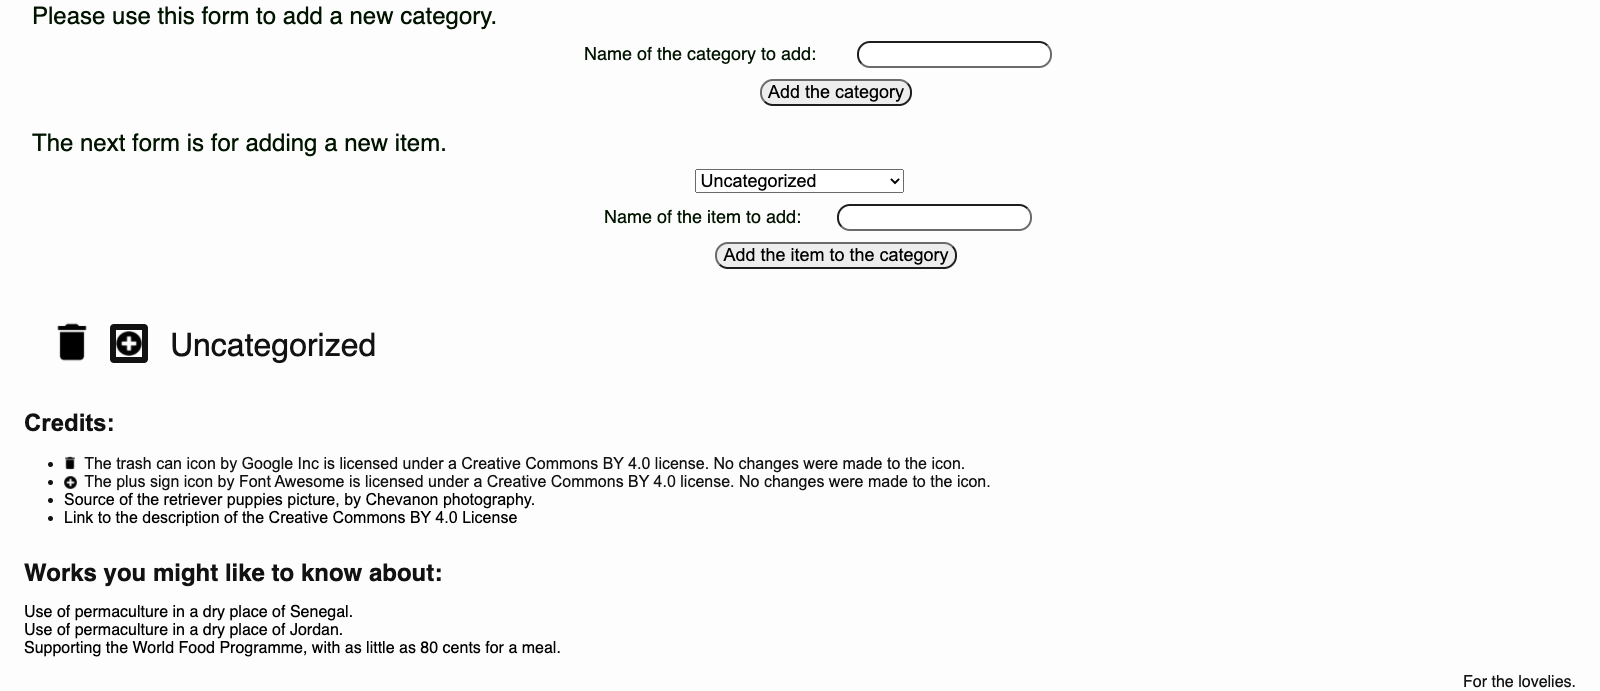 Please use this form to add a new category.
Name of the category to add:
Add the category
The next form is for adding a new item.
Uncategorized
Name of the item to add:
Add the item to the category
Uncategorized
Credits:
The trash can icon by Google Inc is licensed under a Creative Commons BY 4.0 license. No changes were made to the icon.
The plus sign icon by Font Awesome is licensed under a Creative Commons BY 4.0 license. No changes were made to the icon.
Source of the retriever puppies picture, by Chevanon photography.
Link to the description of the Creative Commons BY 4.0 License
Works you might like to know about:
Use of permaculture in a dry place of Senegal.
Use of permaculture in a dry place of Jordan.
Supporting the World Food Programme, with as little as 80 cents for a meal.
For the lovelies.